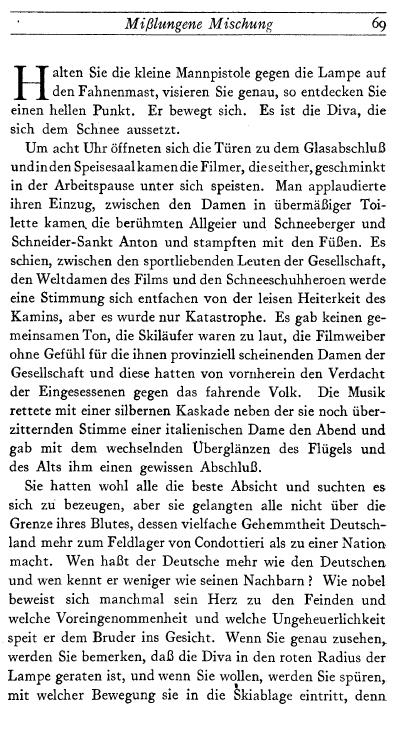 Mißlungene Mischung 69
Halten Sie die kleine Mannpistole gegen die Lampe auf
den Fahnenmast, visieren Sie genau, so entdecken Sie
einen hellen Punkt. Er bewegt sich. Es ist die Diva, die
sich dem Schnee aussetzt.
Um acht Uhr öffneten sich die Türen zu dem Glasabschluß
und in den Speisesaal kamen die Filmer, die seither, geschminkt
in der Arbeitspause unter sich speisten. Man applaudierte
ihren Einzug, zwischen den Damen in übermäßiger Toi-
lette kamen die berühmten Allgeier und Schneeberger und
Schneider-Sankt Anton und stampften mit den Füßen. Es
schien, zwischen den sportliebenden Leuten der Gesellschaft,
den Weltdamen des Films und den Schneeschuhheroen werde
eine Stimmung sich entfachen von der leisen Heiterkeit des
Kamins, aber es wurde nur Katastrophe. Es gab keinen ge-
meinsamen Ton, die Skiläufer waren zu laut, die Filmweiber
ohne Gefühl für die ihnen provinziell scheinenden Damen der
Gesellschaft und diese hatten von vornherein den Verdacht
der Eingesessenen gegen das fahrende Volk. Die Musik
rettete mit einer silbernen Kaskade neben der sie noch über-
zitternden Stimme einer italienischen Dame den Abend und
gab mit dem wechselnden Überglänzen des Flügels und
des Alts ihm einen gewissen Abschluß.
Sie hatten wohl alle die beste Absicht und suchten es
sich zu bezeugen, aber sie gelangten alle nicht über die
Grenze ihres Blutes, dessen vielfache Gehemmtheit Deutsch-
land mehr zum Feldlager von Condottieri als zu einer Nation
macht. Wen haßt der Deutsche mehr wie den Deutschen
und wen kennt er weniger wie seinen Nachbarn? Wie nobel
beweist sich manchmal sein Herz zu den Feinden und
welche Voreingenommenheit und welche Ungeheuerlichkeit
speit er dem Bruder ins Gesicht. Wenn Sie genau zusehen,
werden Sie bemerken, daß die Diva in den roten Radius der
Lampe geraten ist, und wenn Sie wollen, werden Sie spüren,
mit welcher Bewegung sie in die Skiablage eintritt, denn